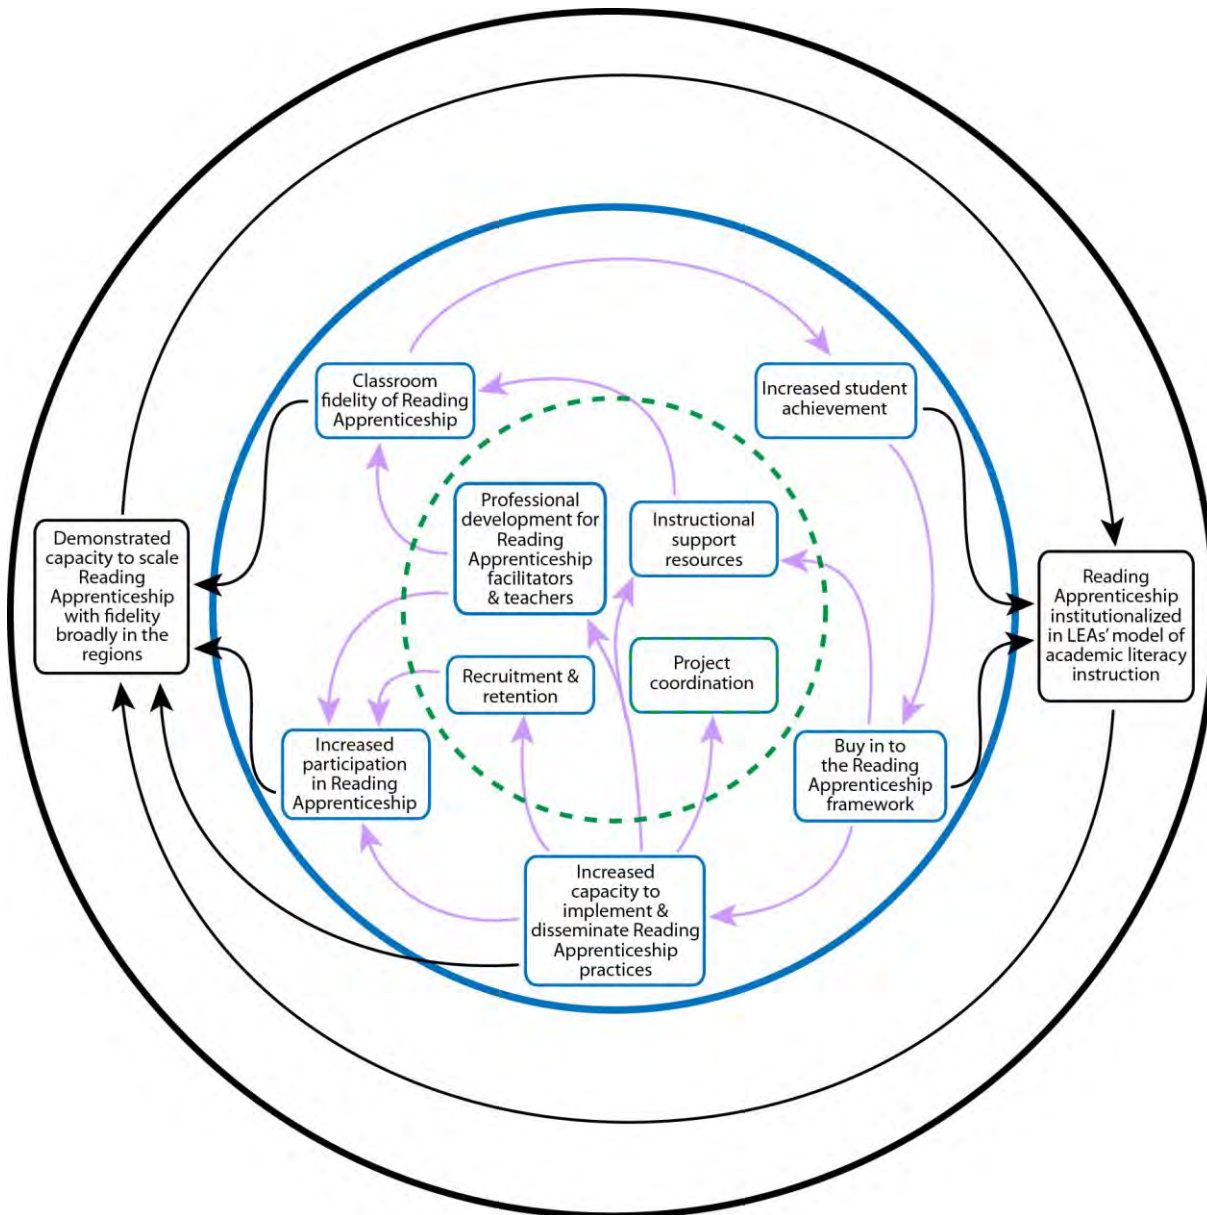 Classroom
fidelity of Reading
Apprenticeship
Increased student
achievement
Professional
development for
Reading
Apprenticeship
facilitators
& teachers
Instructional
support
resources
Demonstrated
capacity to scale
Reading
Apprenticeship
with fidelity
broadly in the
regions
Reading
Apprenticeship
institutionalized
in LEAs’ model of
academic literacy
instruction
Recruitment &
retention
Project
coordination
Increased
participation
in Reading
Apprenticeship
Buy in to
the Reading
Apprenticeship
framework
Increased
capacity to
implement &
disseminate Reading
Apprenticeship
practices